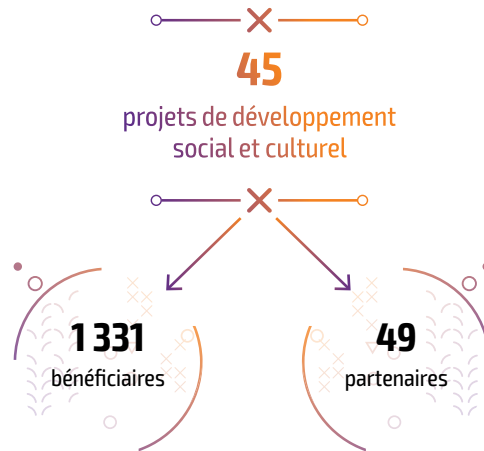 45
projets de développement
social et culturel
1 331
bénéficiaires
49
partenaires